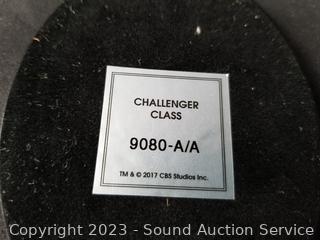 CHALLENGER
CLASS
9080-A/A
TM & © 2017 CBS Studios Inc.
Copyright 2023 - Sound Auction Service